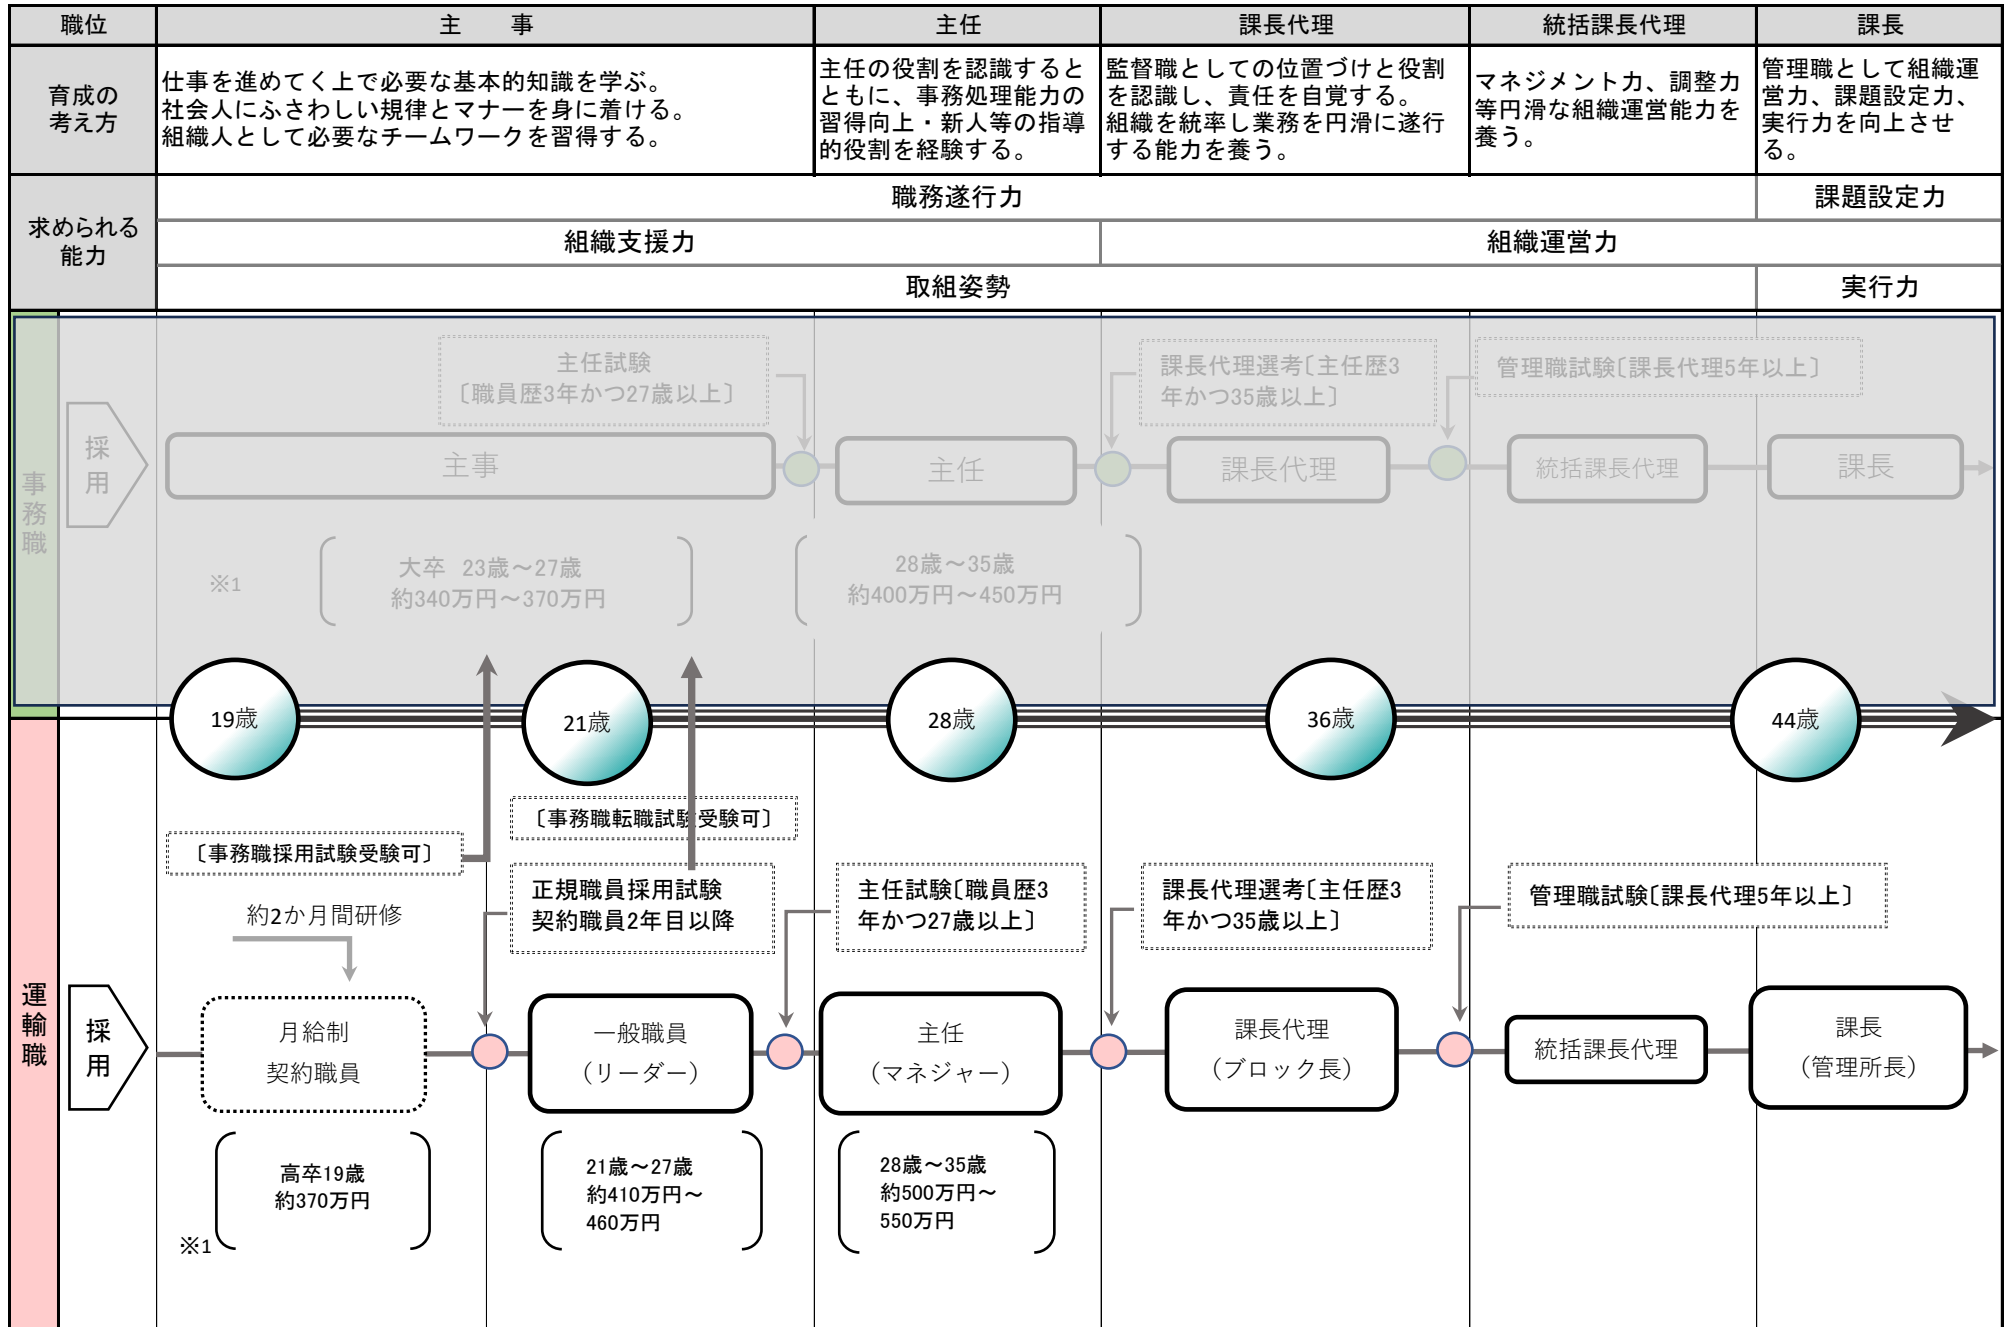 職位
主 事
主任
課長代理
統括課長代理
課長
育成の
考え方
仕事を進めてく上で必要な基本的知識を学ぶ。
社会人にふさわしい規律とマナーを身に着ける。
組織人として必要なチームワークを習得する。
主任の役割を認識すると
ともに、事務処理能力の
習得向上・新人等の指導
的役割を経験する。
監督職としての位置づけと役割
を認識し、責任を自覚する。
組織を統率し業務を円滑に遂行
する能力を養う。
マネジメント力、調整力
等円滑な組織運営能力を
養う。
管理職として組織運
営力、課題設定力、
実行力を向上させ
る。
求められる
能力
職務遂行力
課題設定力
組織支援力
組織運営力
取組姿勢
実行力
事務職
採用
主任試験
〔職員歴3年かつ27歳以上〕
課長代理選考〔主任歴3
年かつ35歳以上〕
管理職試験〔課長代理5年以上〕
主事
主任
課長代理
統括課長代理
課長
※1
大卒 23歳～27歳
約340万円～370万円
28歳～35歳
約400万円～450万円
19歳
21歳
28歳
36歳
44歳
運輸職
採用
〔事務職採用試験受験可〕
〔事務職転職試験受験可〕
約2か月間研修
正規職員採用試験
契約職員2年目以降
主任試験〔職員歴3
年かつ27歳以上〕
課長代理選考〔主任歴3
年かつ35歳以上〕
管理職試験〔課長代理5年以上〕
月給制
契約職員
一般職員
（リーダー）
主任
（マネジャー）
課長代理
（ブロック長）
統括課長代理
課長
（管理所長）
※1
高卒19歳
約370万円
21歳～27歳
約410万円～
460万円
28歳～35歳
約500万円～
550万円